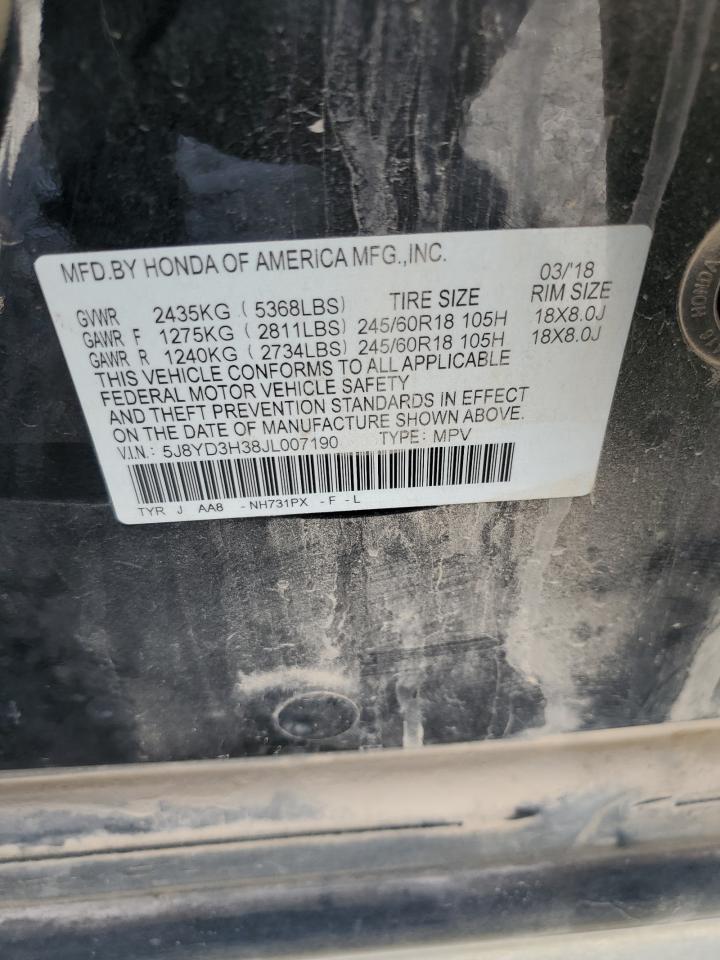 MFD.BY HONDA OF AMERICA MFG.,INC.
03/'18
GVWR 2435KG ( 5368LBS) TIRE SIZE RIM SIZE
GAWR F 1275KG ( 2811LBS) 245/60R18 105H 18X8.0J
GAWR R 1240KG ( 2734LBS) 245/60R18 105H 18X8.0J
THIS VEHICLE CONFORMS TO ALL APPLICABLE
FEDERAL MOTOR VEHICLE SAFETY
AND THEFT PREVENTION STANDARDS IN EFFECT
ON THE DATE OF MANUFACTURE SHOWN ABOVE.
V.I.N.: 5J8YD3H38JL007190 TYPE: MPV
TYR J AA8 - NH731PX - F - L
HONDA